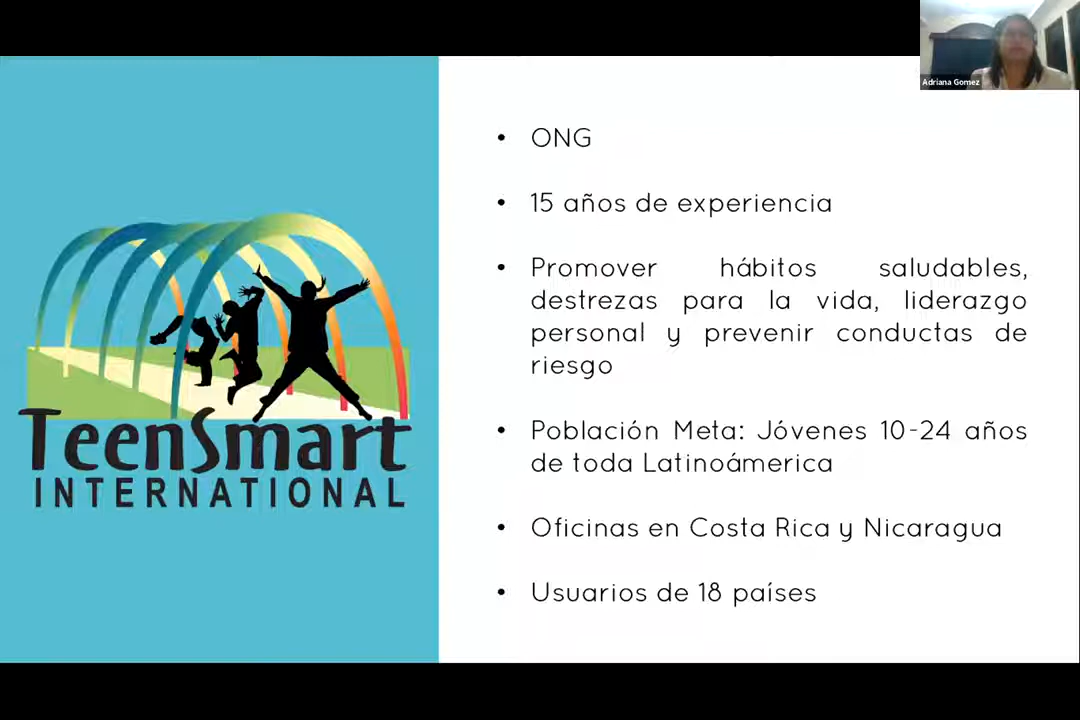 Adriana Gomez
TeenSmart
INTERNATIONAL
• ONG
• 15 años de experiencia
• Promover hábitos saludables,
destrezas para la vida, liderazgo
personal y prevenir conductas de
riesgo
• Población Meta: Jóvenes 10-24 años
de toda Latinoámerica
• Oficinas en Costa Rica y Nicaragua
• Usuarios de 18 países